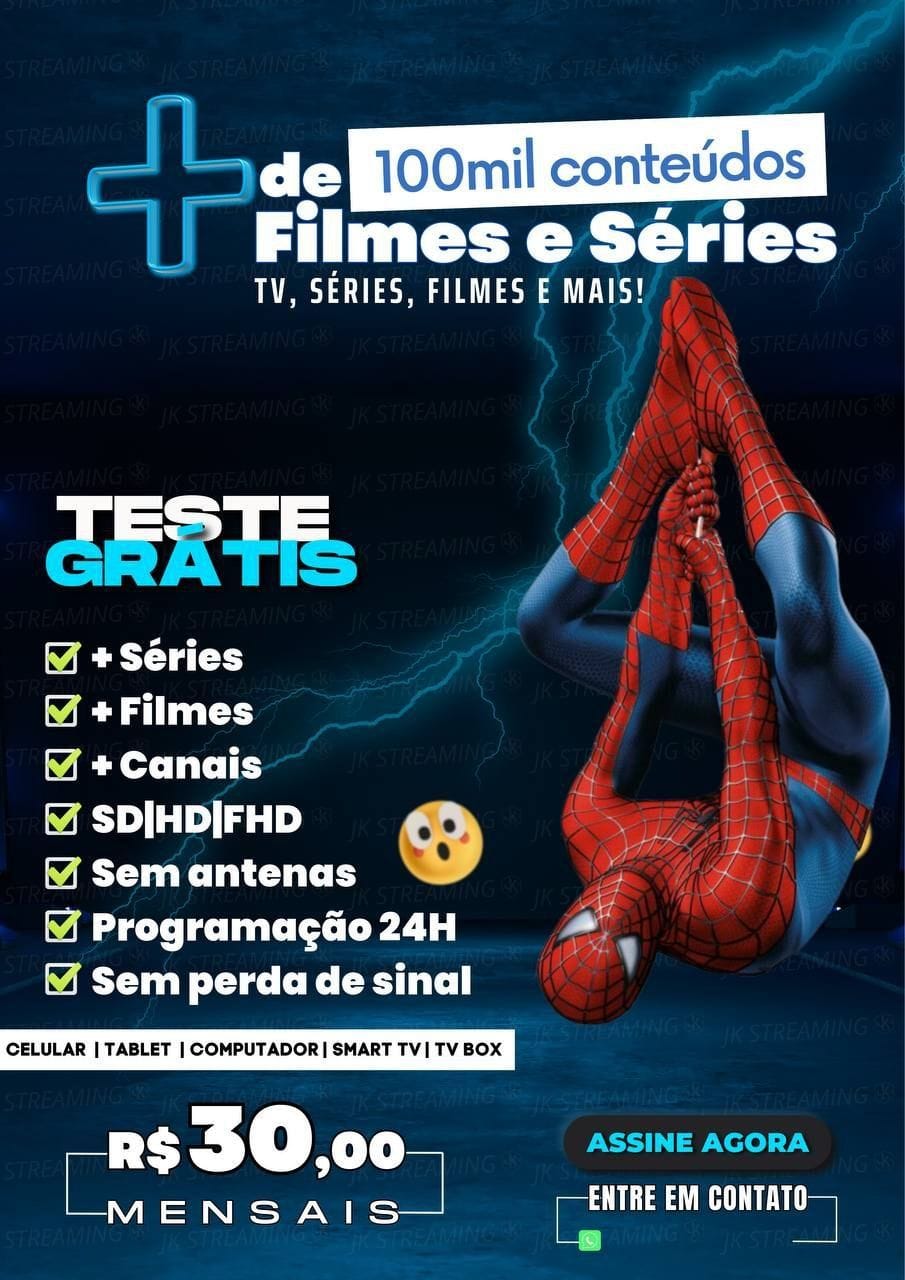 + de 100mil conteúdos
Filmes e Séries
TV, SÉRIES, FILMES E MAIS!
TESTE
GRÁTIS
+ Séries
+ Filmes
+ Canais
SD|HD|FHD
Sem antenas
Programação 24H
Sem perda de sinal
CELULAR | TABLET | COMPUTADOR | SMART TV | TV BOX
R$30,00
MENSAIS
ASSINE AGORA
ENTRE EM CONTATO
JK STREAMING